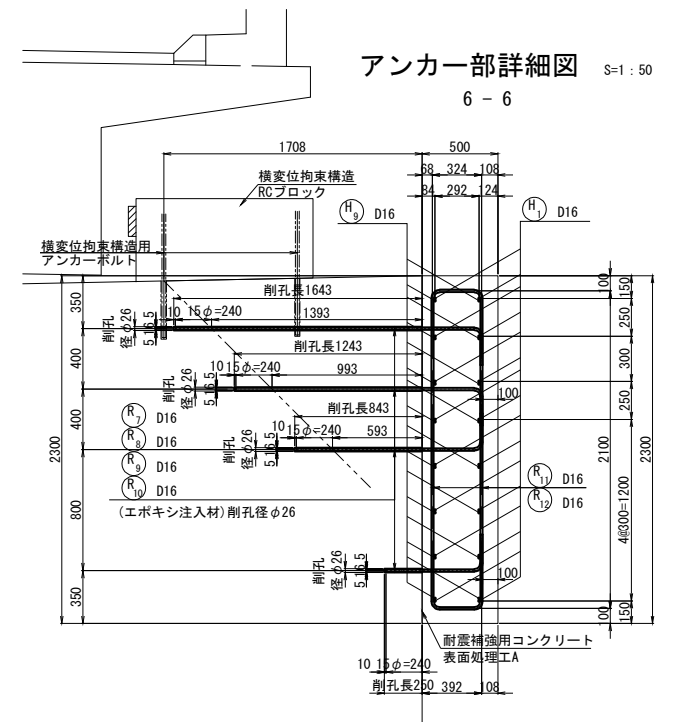 アンカー部詳細図 S=1 : 50
6 - 6
1708
500
68 324 108
84 292 124
横変位拘束構造
RCブロック
H9 D16
H1 D16
横変位拘束構造用
アンカーボルト
削孔長1643
10 15φ=240 1393
削孔
径φ26
5 16.5
削孔長1243
10 15φ=240 993
削孔
径φ26
5 16.5
削孔長843
10 15φ=240 593
削孔
径φ26
5 16.5
R7 D16
R8 D16
R9 D16
R10 D16
(エポキシ注入材)削孔径φ26
削孔
径φ26
5 16.5
350
400
400
800
350
2300
100
100
R11 D16
R12 D16
100
2100
100
150
250
300
250
4@300=1200
150
2300
耐震補強用コンクリート
表面処理工A
10 15φ=240
削孔長250 392 108